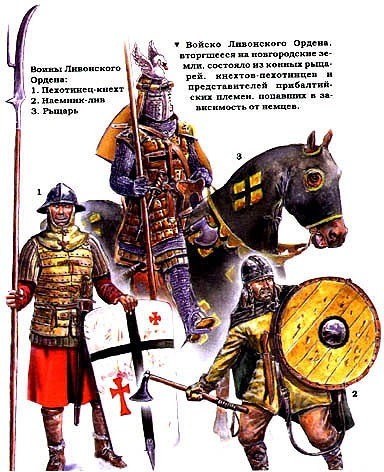 Воины Ливонского
Ордена:
1. Пехотинец-кнехт
2. Наемник-лив
3. Рыцарь
▼ Войско Ливонского Ордена,
вторгшееся на новгородские зе-
мли, состояло из конных рыца-
рей, кнехтов-пехотинцев и
представителей прибалтий-
ских племен, попавших в за-
висимость от немцев.
3
1
2